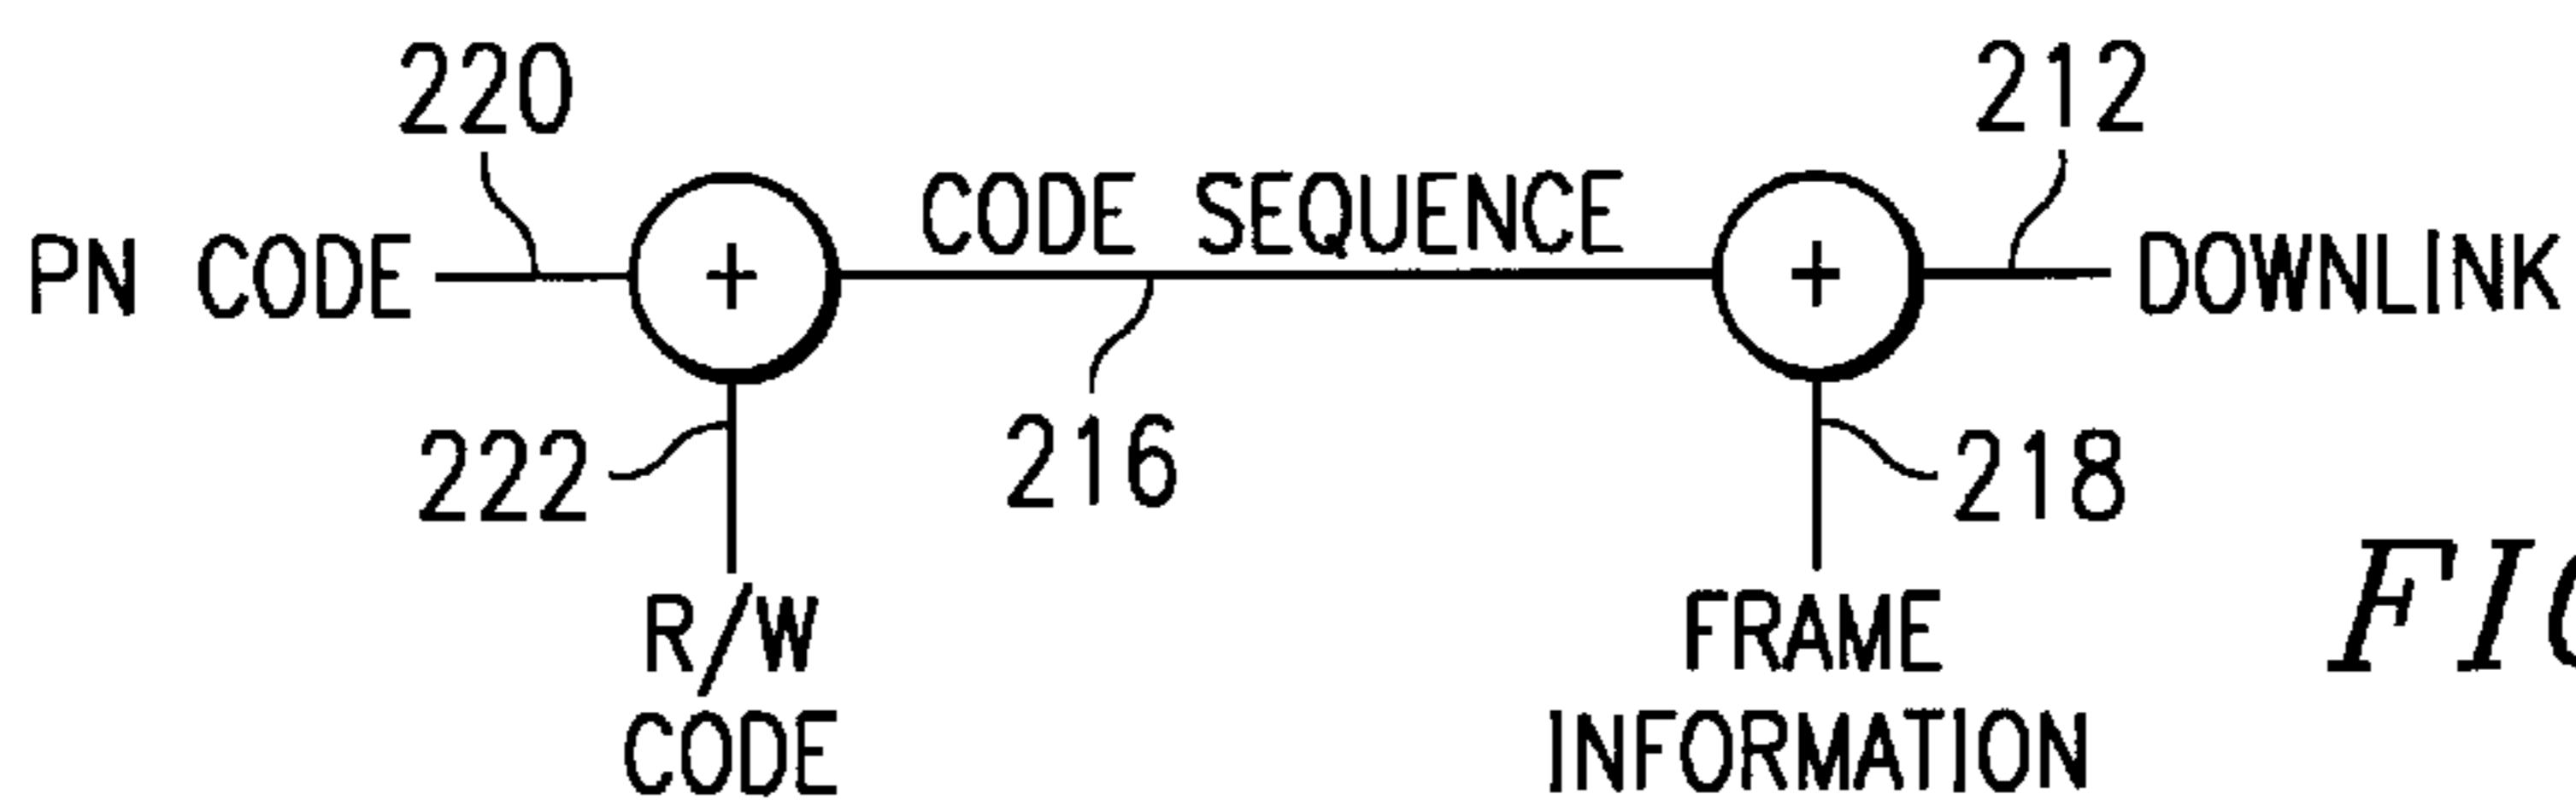 220
212
PN CODE
+
CODE SEQUENCE
+
DOWNLINK
222
216
218
R/W
CODE
FRAME
INFORMATION